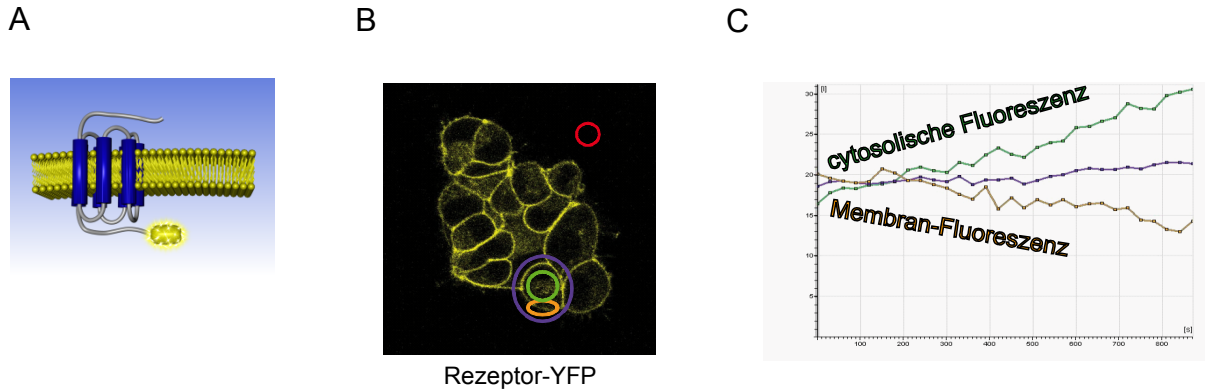 A
B
C
Rezeptor-YFP
[I]
30
25
20
15
10
5
cytosolische Fluoreszenz
Membran-Fluoreszenz
[s]
100
200
300
400
500
600
700
800